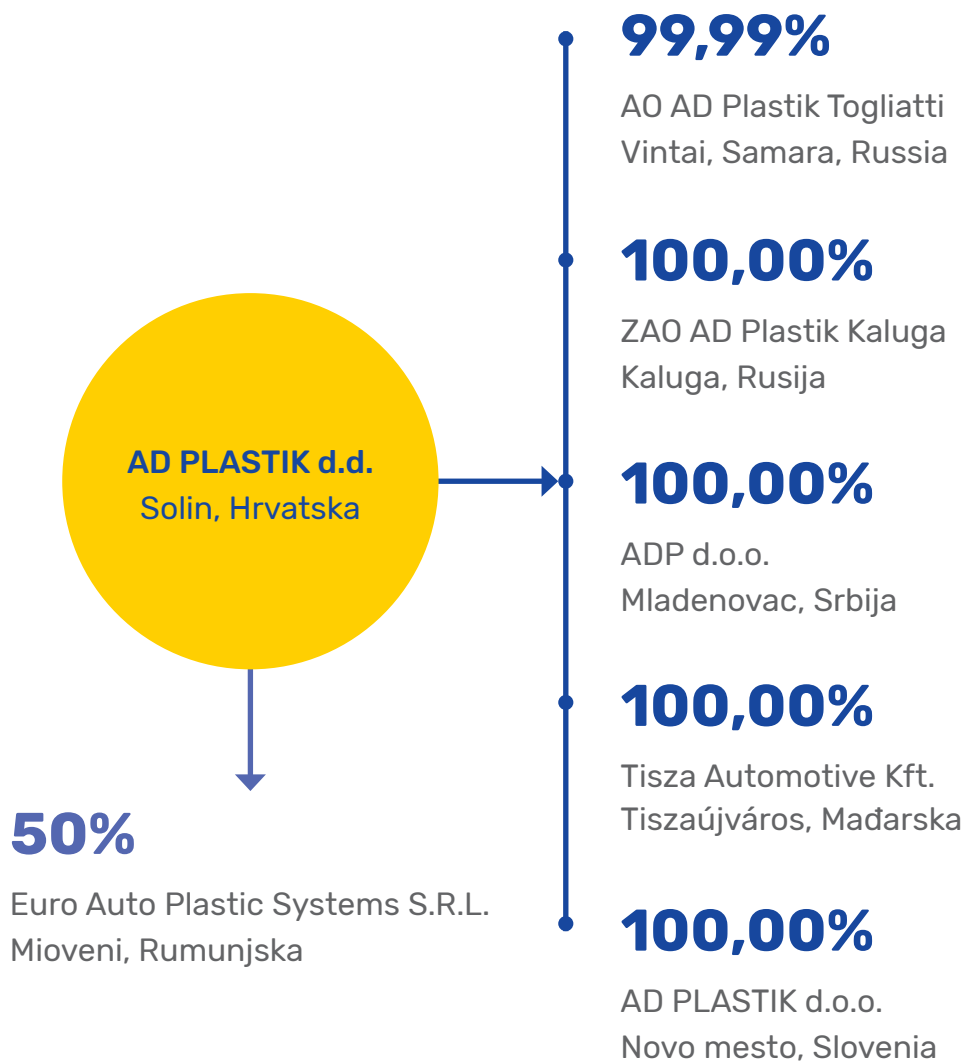 AD PLASTIK d.d.
Solin, Hrvatska
50%
Euro Auto Plastic Systems S.R.L.
Mioveni, Rumunjska
99,99%
AO AD Plastik Togliatti
Vintai, Samara, Russia
100,00%
ZAO AD Plastik Kaluga
Kaluga, Rusija
100,00%
ADP d.o.o.
Mladenovac, Srbija
100,00%
Tisza Automotive Kft.
Tiszaújváros, Mađarska
100,00%
AD PLASTIK d.o.o.
Novo mesto, Slovenia